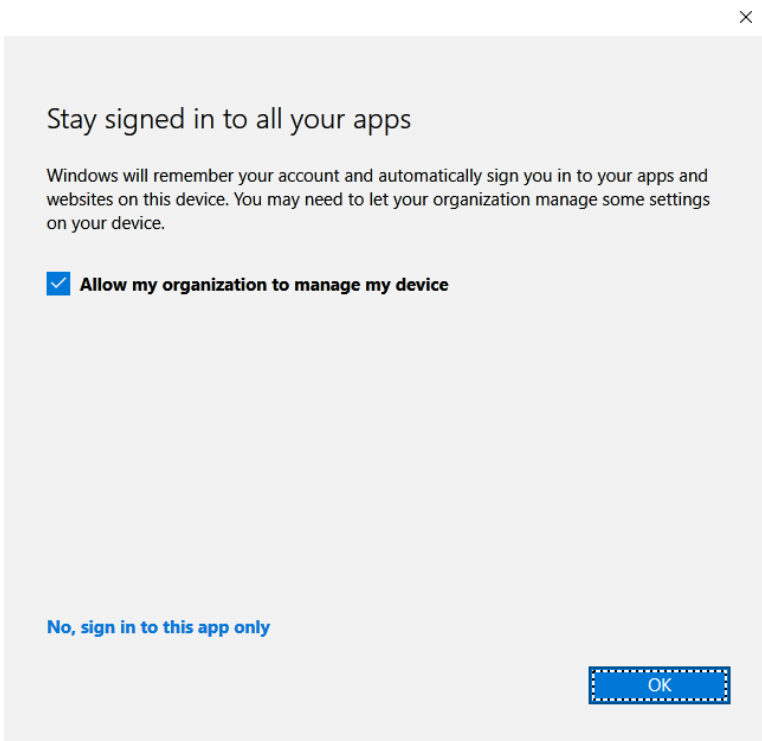 Stay signed in to all your apps
Windows will remember your account and automatically sign you in to your apps and
websites on this device. You may need to let your organization manage some settings
on your device.
Allow my organization to manage my device
No, sign in to this app only
OK